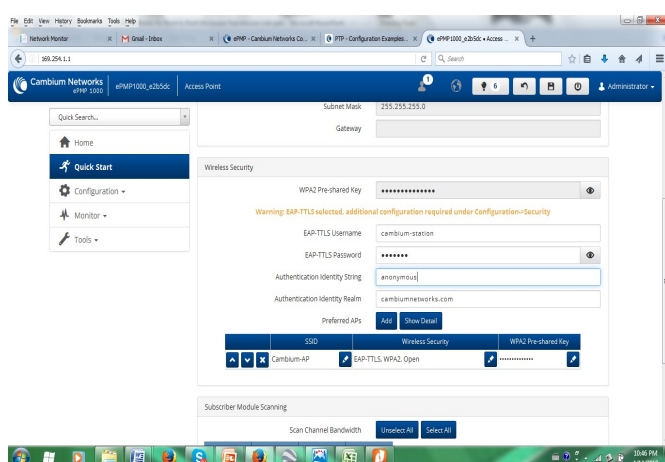 File Edit View History Bookmarks Tools Help
Network Monitor
Gmail - Inbox
ePMP - Cambium Networks Co...
PTP - Configuration Examples...
ePMP1000_e2b5dc • Access ...
169.254.1.1
Search
Cambium Networks
ePMP 1000
ePMP1000_e2b5dc
Access Point
1
6
Administrator
Quick Search...
Home
Quick Start
Configuration
Monitor
Tools
Subnet Mask 255.255.255.0
Gateway
Wireless Security
WPA2 Pre-shared Key ••••••••••••••
Warning: EAP-TTLS selected, additional configuration required under Configuration->Security
EAP-TTLS Username cambium-station
EAP-TTLS Password •••••••
Authentication Identity String anonymous
Authentication Identity Realm cambiumnetworks.com
Preferred APs Add Show Detail
SSID Wireless Security WPA2 Pre-shared Key
Cambium-AP EAP-TTLS, WPA2, Open ••••••••••••••
Subscriber Module Scanning
Scan Channel Bandwidth Unselect All Select All
10:46 PM